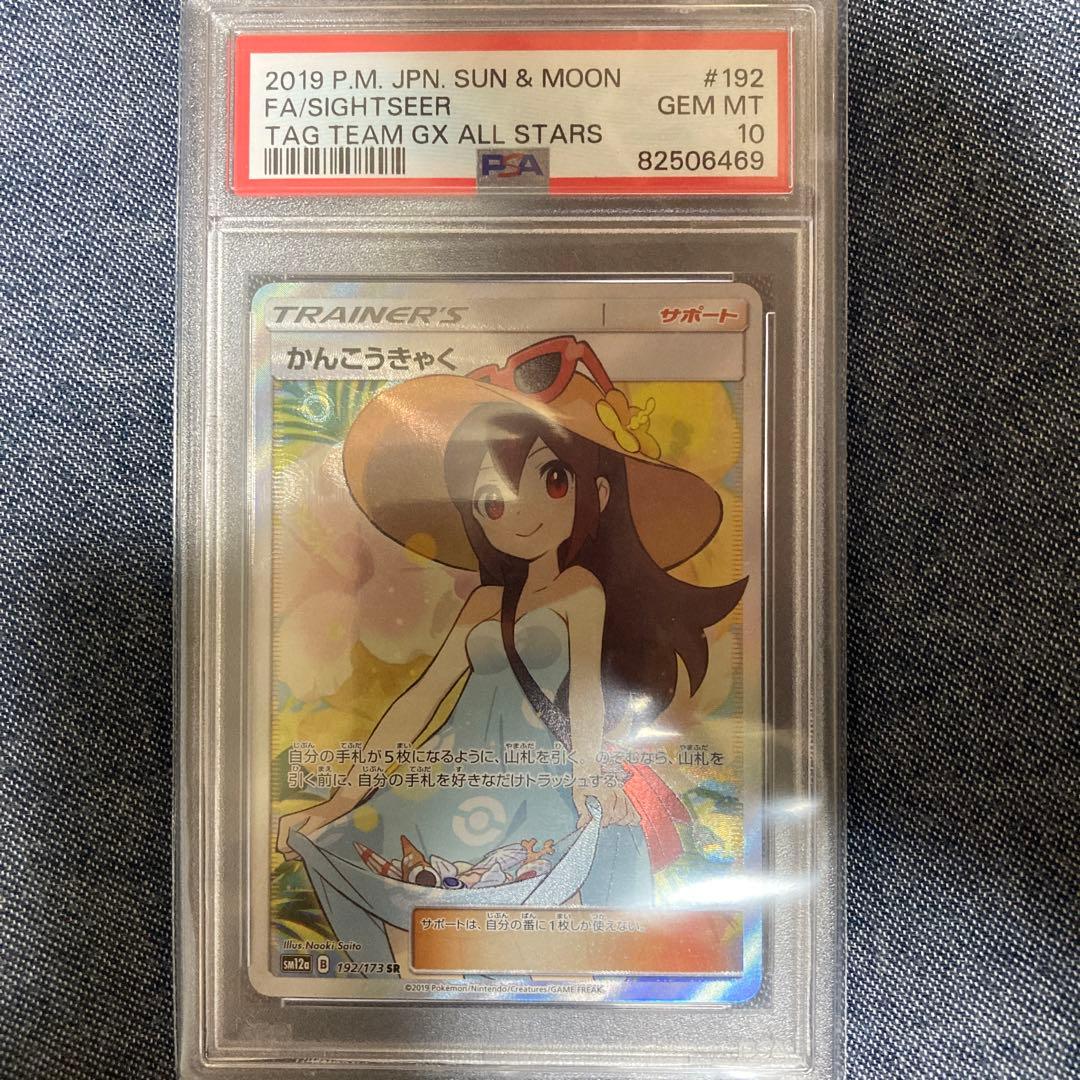 2019 P.M. JPN. SUN & MOON #192
FA/SIGHTSEER GEM MT
TAG TEAM GX ALL STARS 10
PSA 82506469
TRAINER'S サポート
かんこうきゃく
自分の手札が5枚になるように、山札を引く。のぞむなら、山札を
引く前に、自分の手札を好きなだけトラッシュする。
サポートは、自分の番に1枚しか使えない。
Illus. Naoki Saito
SM12a B 192/173 SR
©2019 Pokémon/Nintendo/Creatures/GAME FREAK.